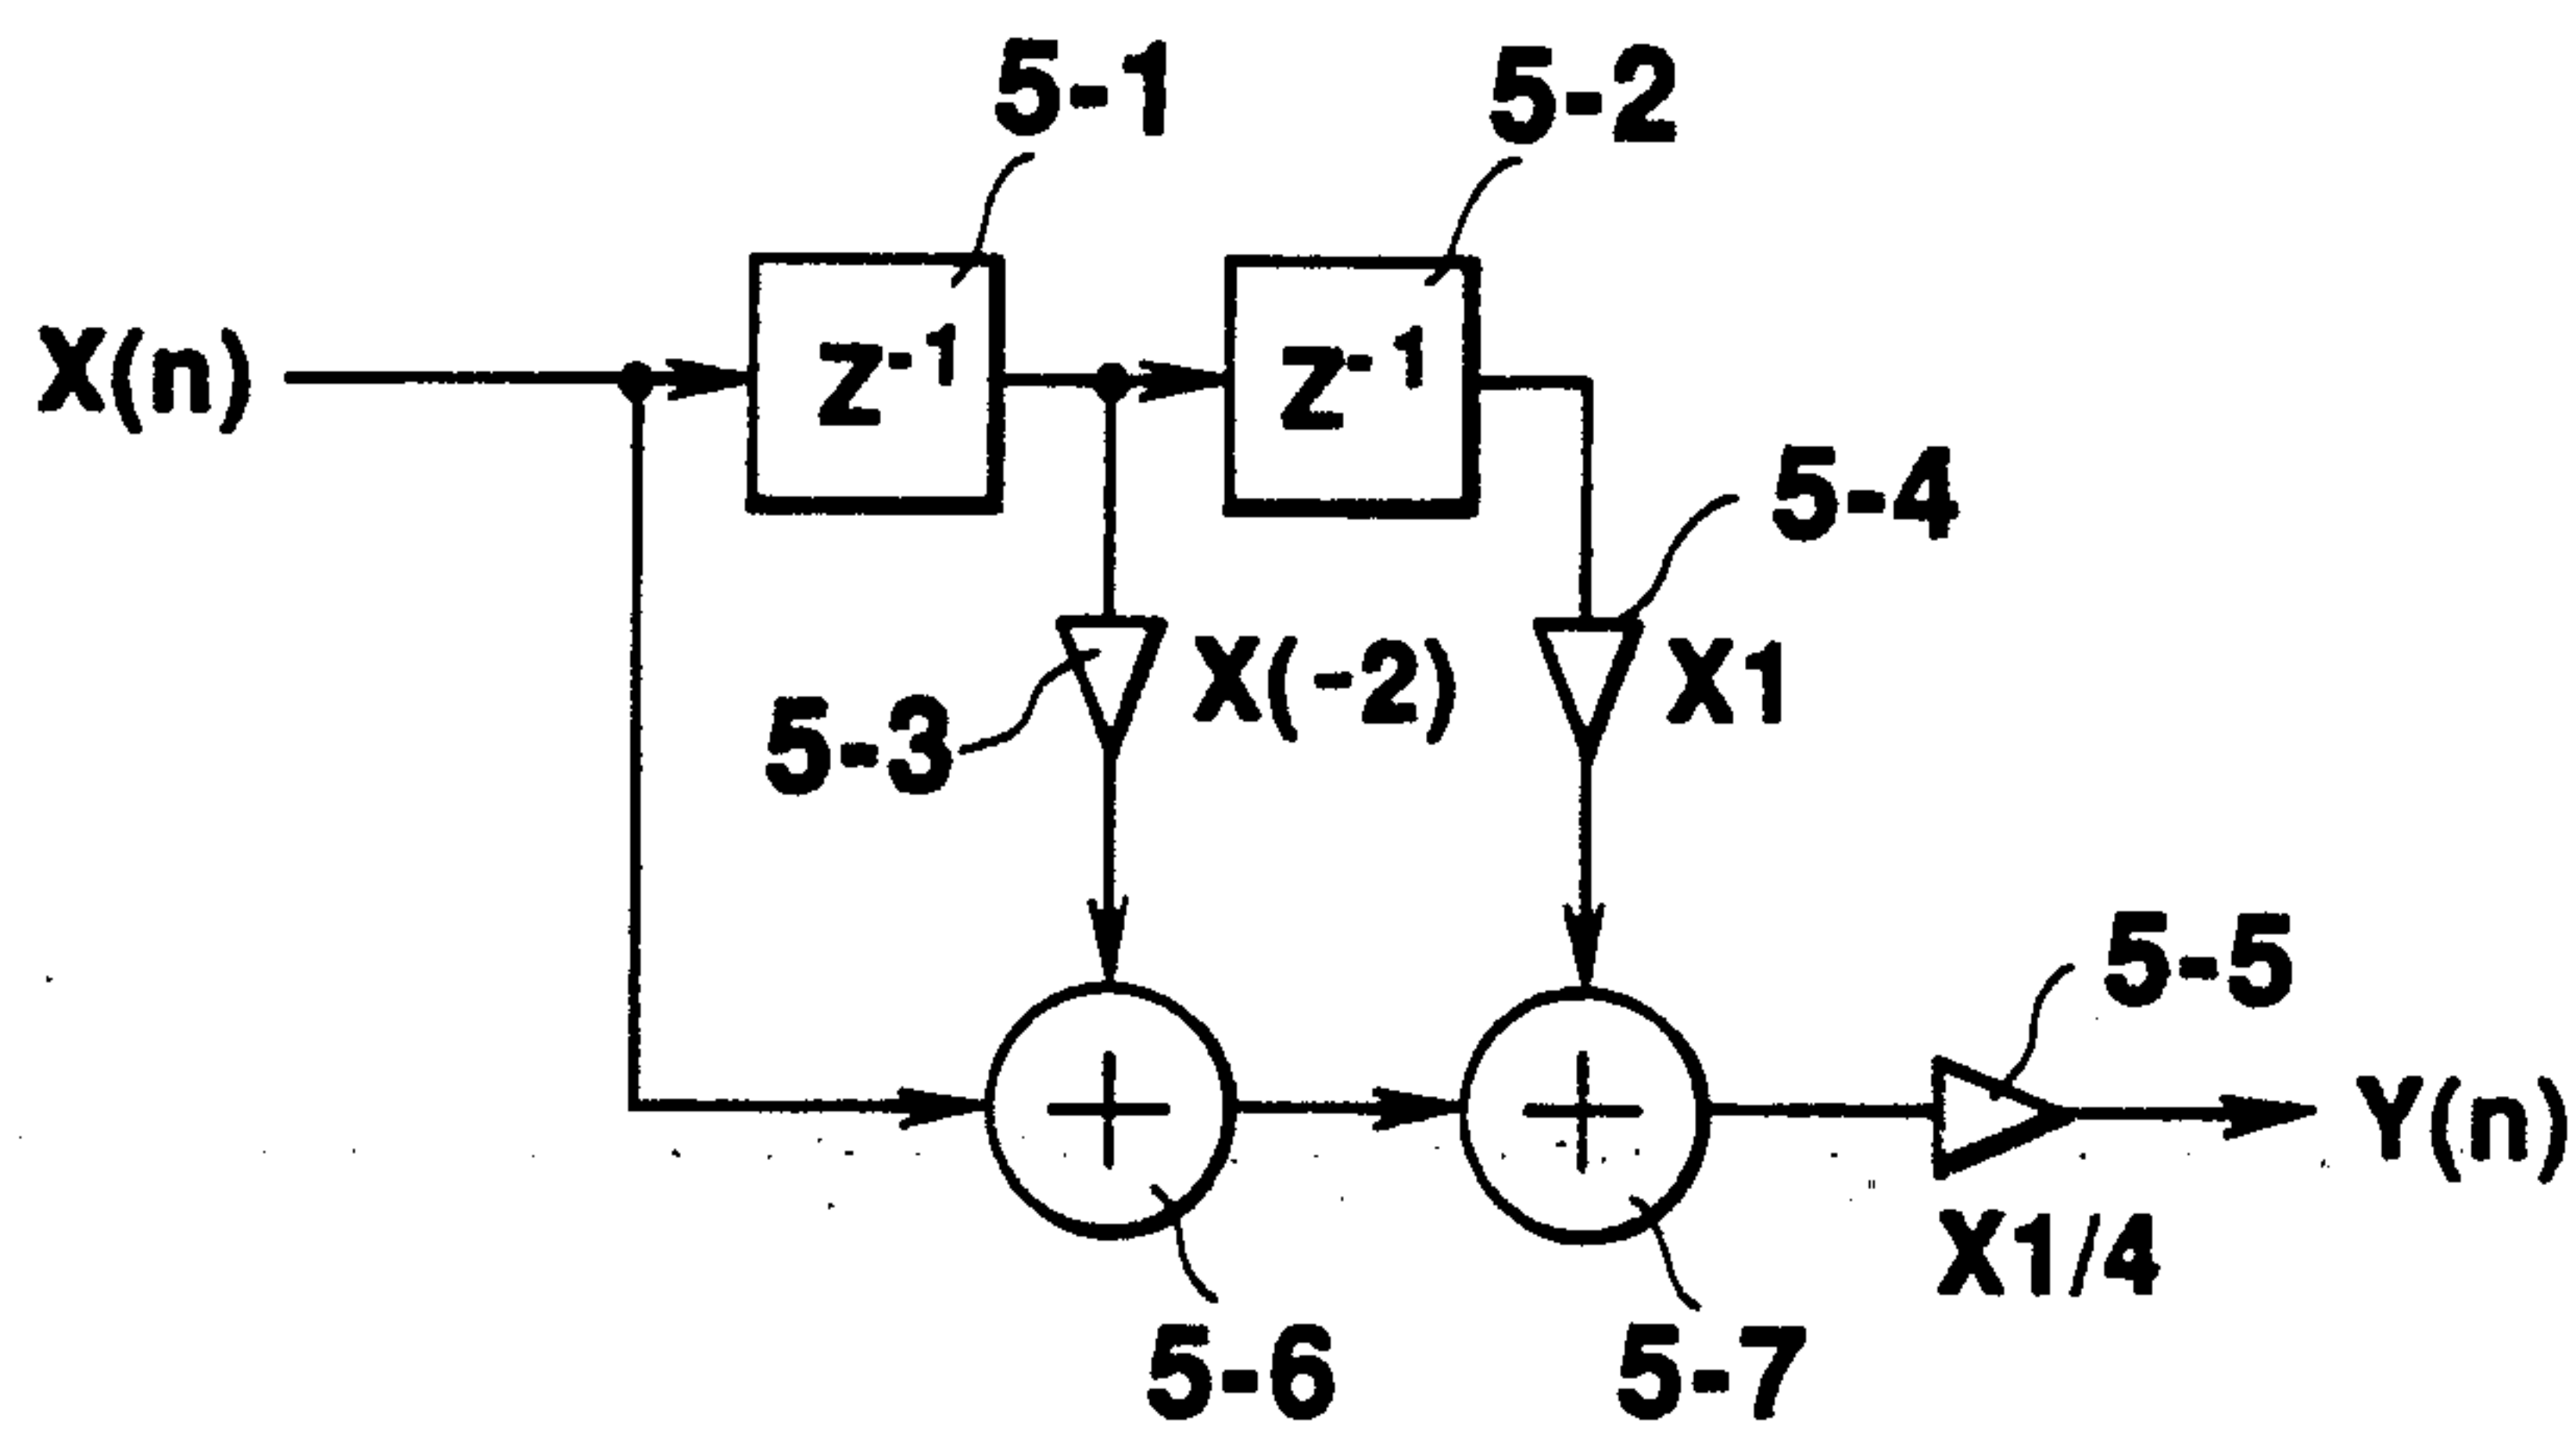 5-1
5-2
X(n)
Z-1
Z-1
5-4
X(-2)
X1
5-3
5-5
+
+
Y(n)
X1/4
5-6
5-7